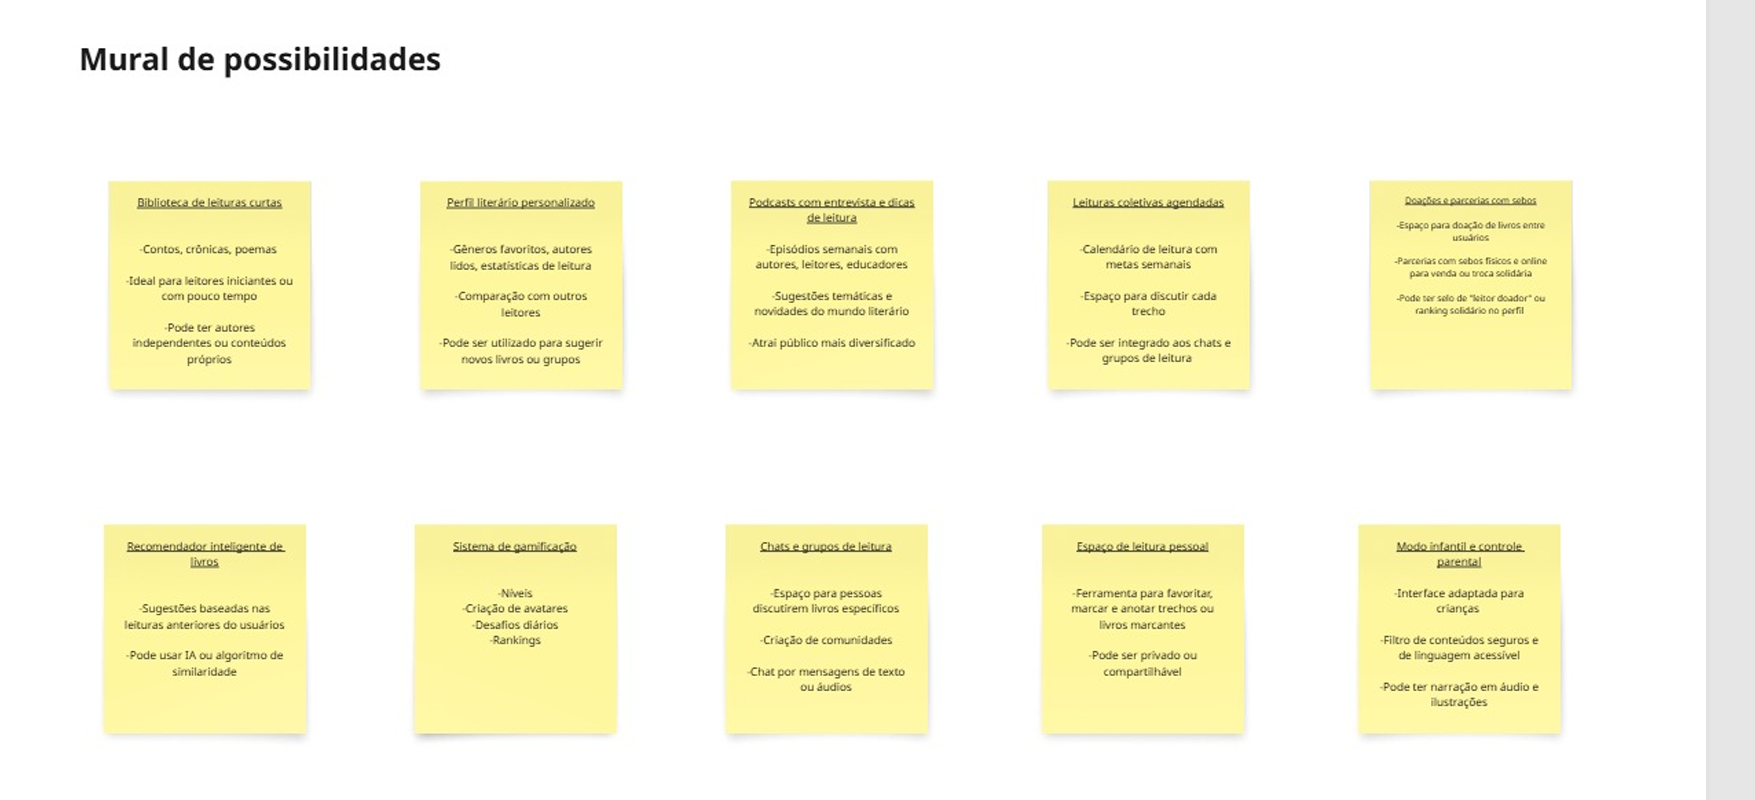 Mural de possibilidades
Biblioteca de leituras curtas
-Contos, crônicas, poemas
-Ideal para leitores iniciantes ou
com pouco tempo
-Pode ter autores
independentes ou conteúdos
próprios
Perfil literário personalizado
-Gêneros favoritos, autores
lidos, estatísticas de leitura
-Comparação com outros
leitores
-Pode ser utilizado para sugerir
novos livros ou grupos
Podcasts com entrevista e dicas
de leitura
-Episódios semanais com
autores, leitores, educadores
-Sugestões temáticas e
novidades do mundo literário
-Atrai público mais diversificado
Leituras coletivas agendadas
-Calendário de leitura com
metas semanais
-Espaço para discutir cada
trecho
-Pode ser integrado aos chats e
grupos de leitura
Doações e parcerias com sebos
-Espaço para doação de livros entre
usuários
-Parcerias com sebos físicos e online
para venda ou troca solidária
-Pode ter selo de "leitor doador" ou
ranking solidário no perfil
Recomendador inteligente de
livros
-Sugestões baseadas nas
leituras anteriores do usuários
-Pode usar IA ou algoritmo de
similaridade
Sistema de gamificação
-Níveis
-Criação de avatares
-Desafios diários
-Rankings
Chats e grupos de leitura
-Espaço para pessoas
discutirem livros específicos
-Criação de comunidades
-Chat por mensagens de texto
ou áudios
Espaço de leitura pessoal
-Ferramenta para favoritar,
marcar e anotar trechos ou
livros marcantes
-Pode ser privado ou
compartilhável
Modo infantil e controle
parental
-Interface adaptada para
crianças
-Filtro de conteúdos seguros e
de linguagem acessível
-Pode ter narração em áudio e
ilustrações